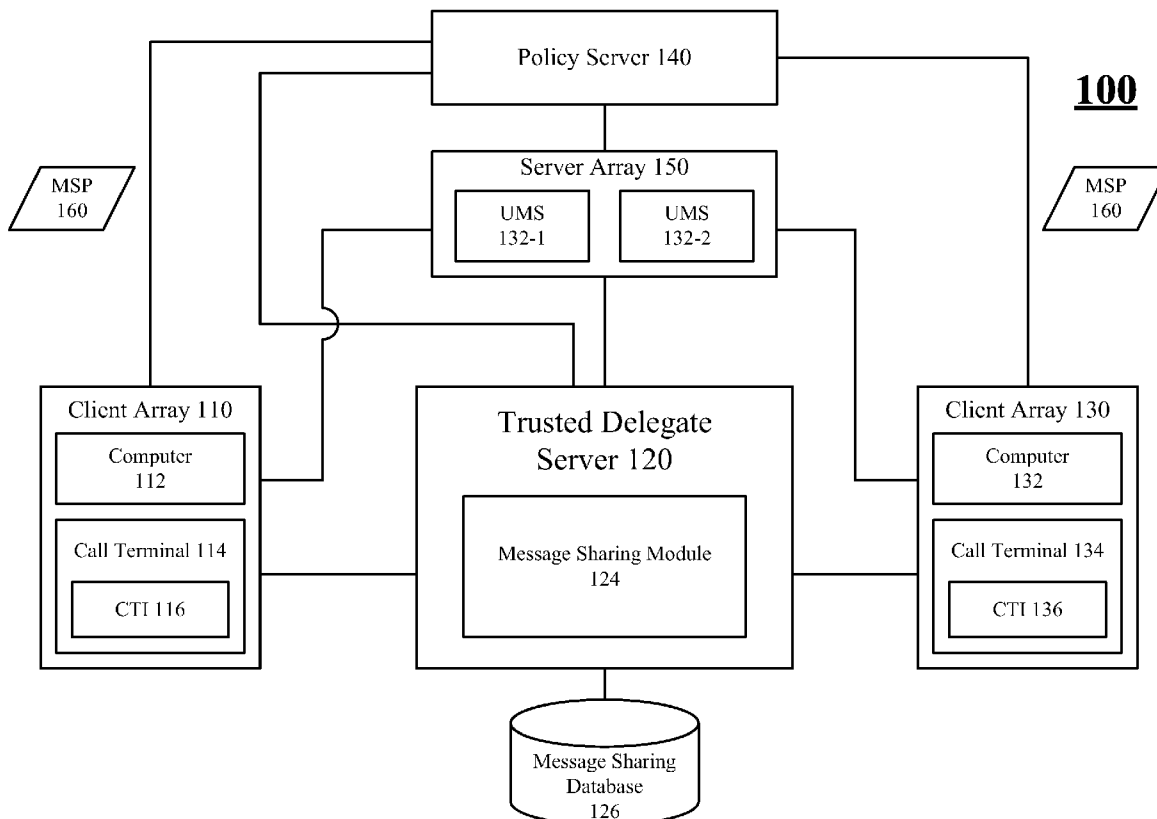 Policy Server 140
100
MSP
160
Server Array 150
UMS
132-1
UMS
132-2
MSP
160
Client Array 110
Computer
112
Call Terminal 114
CTI 116
Trusted Delegate
Server 120
Message Sharing Module
124
Client Array 130
Computer
132
Call Terminal 134
CTI 136
Message Sharing
Database
126